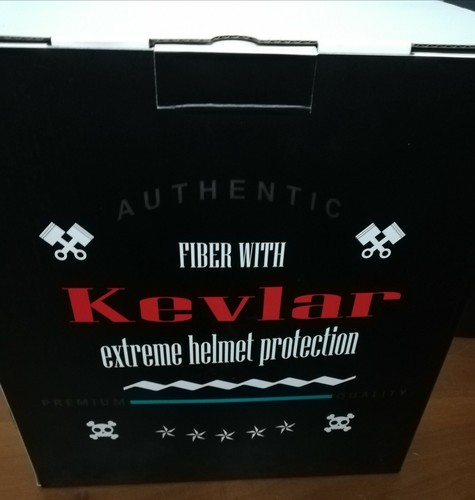 AUTHENTIC
FIBER WITH
Kevlar
extreme helmet protection
PREMIUM QUALITY